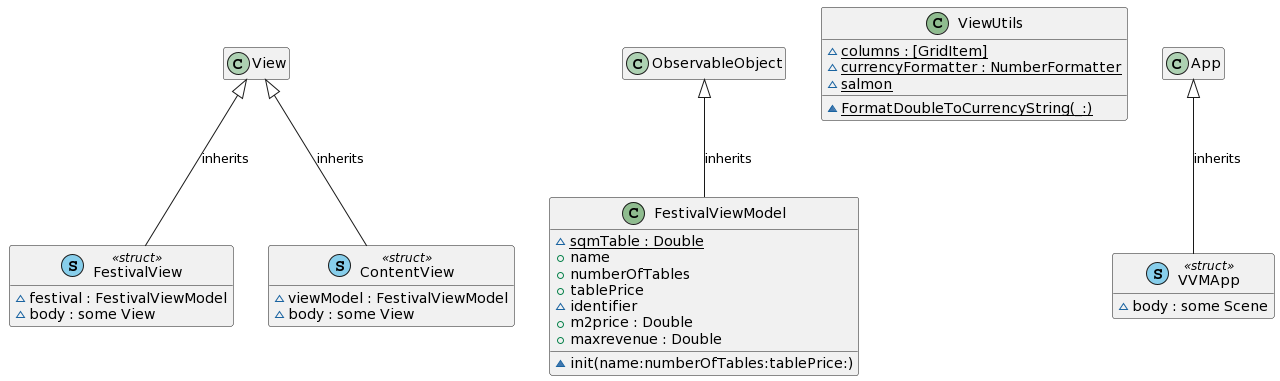 C View
inherits
inherits
S «struct»
FestivalView
festival : FestivalViewModel
body : some View
S «struct»
ContentView
viewModel : FestivalViewModel
body : some View
C ObservableObject
inherits
C FestivalViewModel
sqmTable : Double
name
numberOfTables
tablePrice
identifier
m2price : Double
maxrevenue : Double
init(name:numberOfTables:tablePrice:)
C ViewUtils
columns : [GridItem]
currencyFormatter : NumberFormatter
salmon
FormatDoubleToCurrencyString(_:)
C App
inherits
S «struct»
VVMApp
body : some Scene